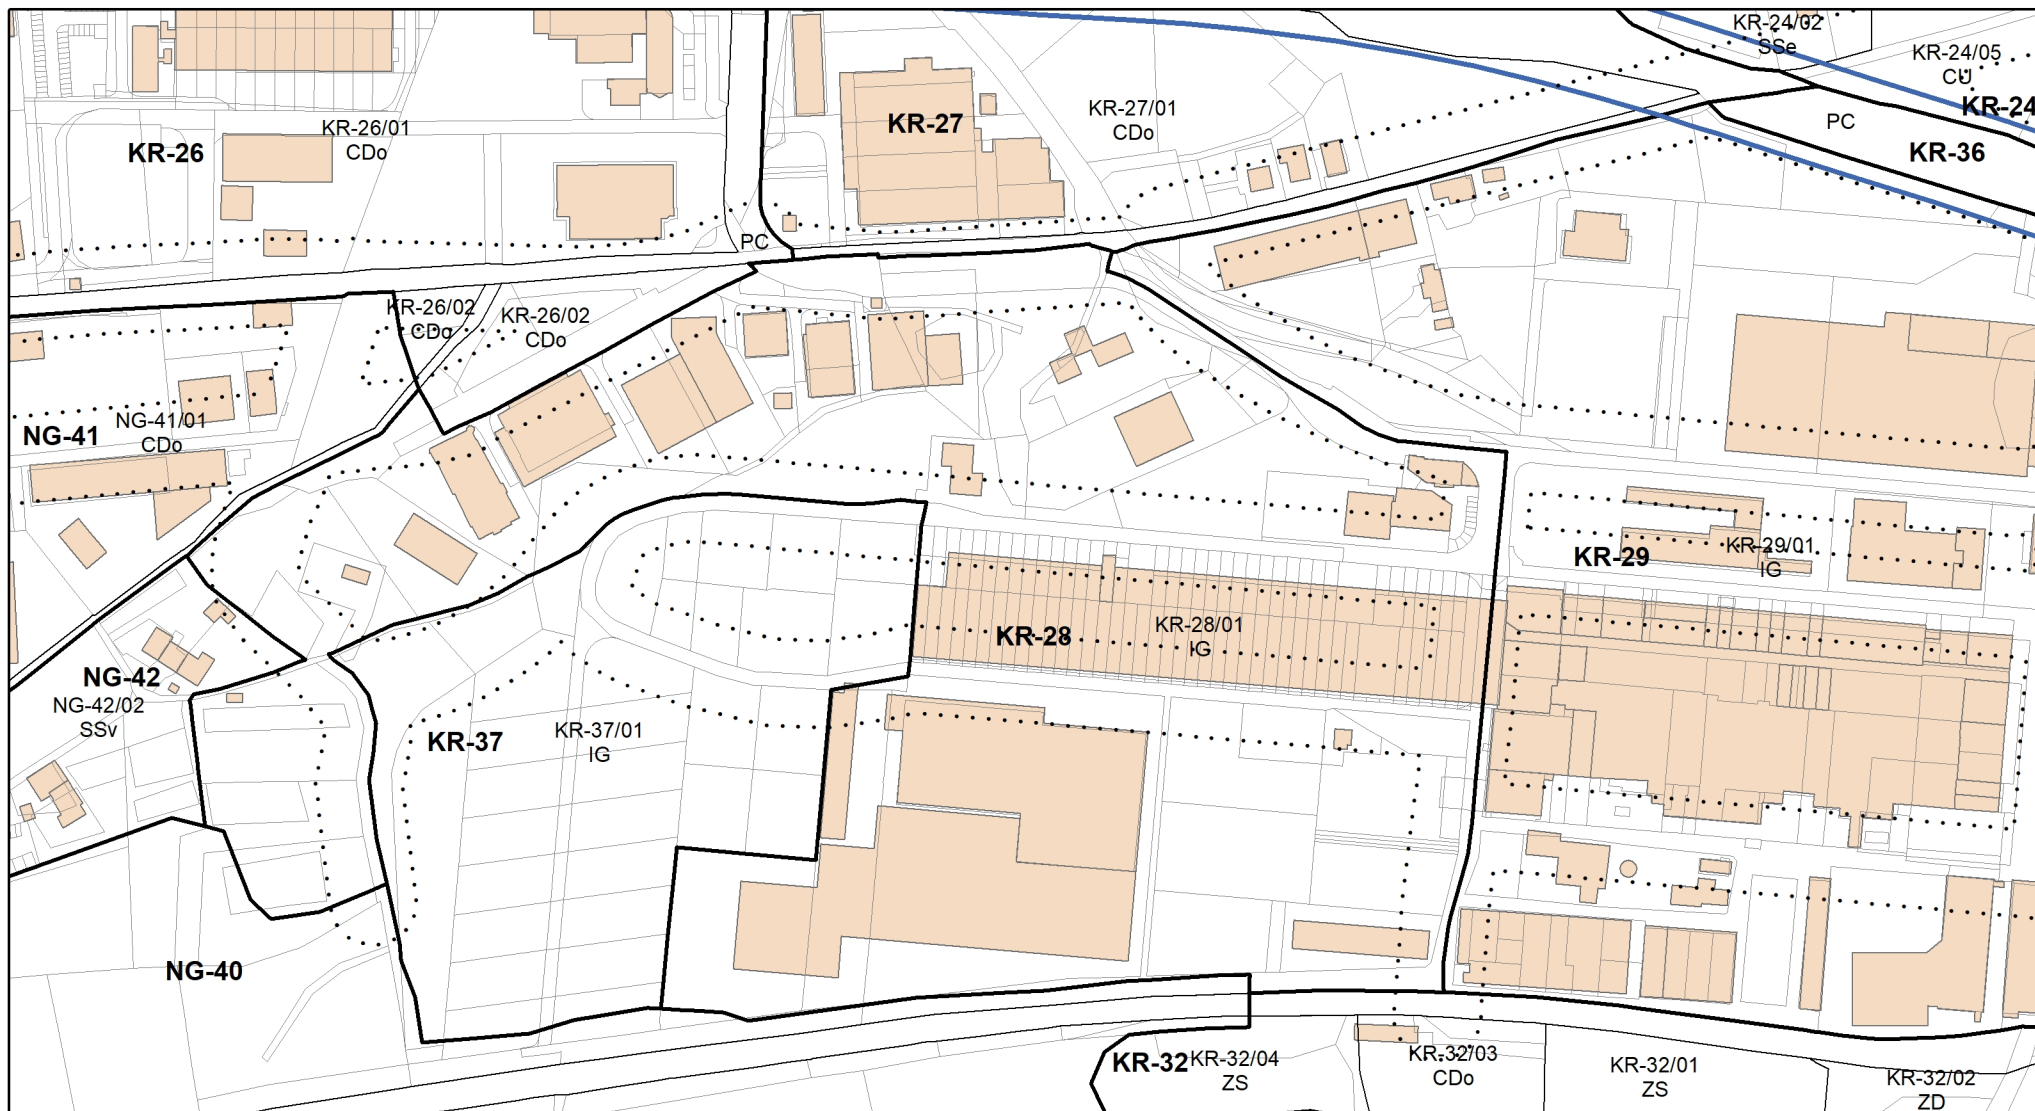 KR-24/02
SSe
KR-24/05
CU
KR-24
KR-27/01
CDo
KR-27
PC
KR-36
KR-26/01
CDo
KR-26
PC
KR-26/02
CDo
KR-26/02
CDo
NG-41/01
CDo
NG-41
KR-29/01
IG
KR-29
KR-28/01
IG
KR-28
NG-42
NG-42/02
SSv
KR-37
KR-37/01
IG
NG-40
KR-32
KR-32/04
ZS
KR-32/03
CDo
KR-32/01
ZS
KR-32/02
ZD